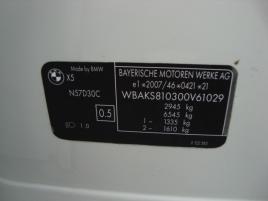 Made by BMW
X5
BAYERISCHE MOTOREN WERKE AG
e1*2007/46*0421*21
WBAKS810300V61029
N57D30C
0.5
2945 kg
6545 kg
1 - 1335 kg
2 - 1610 kg
1.0